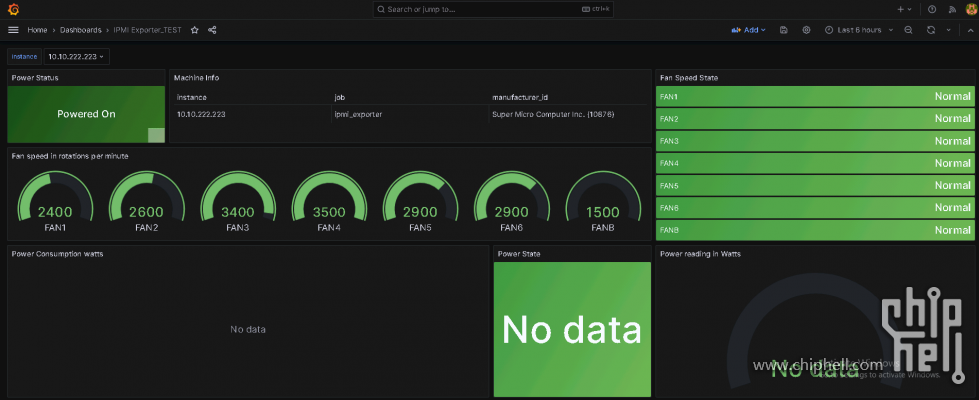 Search or jump to...
ctrl+k
Home > Dashboards > IPMI Exporter_TEST
Add
Last 6 hours
instance
10.10.222.223
Power Status
Powered On
Machine Info
instance job manufacturer_id
10.10.222.223 ipmi_exporter Super Micro Computer Inc. (10876)
Fan Speed State
FAN1 Normal
FAN2 Normal
FAN3 Normal
FAN4 Normal
FAN5 Normal
FAN6 Normal
FANB Normal
Fan speed in rotations per minute
2400 2600 3400 3500 2900 2900 1500
FAN1 FAN2 FAN3 FAN4 FAN5 FAN6 FANB
Power Consumption watts
No data
Power State
No data
Power reading in Watts
No data
www.chiphell.com
chip
hell
to activate Windows.